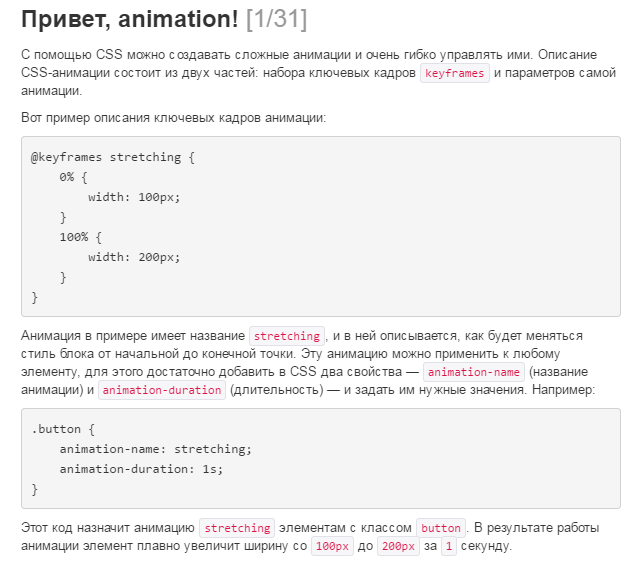 Привет, animation! [1/31]
С помощью CSS можно создавать сложные анимации и очень гибко управлять ими. Описание
CSS-анимации состоит из двух частей: набора ключевых кадров keyframes и параметров самой
анимации.
Вот пример описания ключевых кадров анимации:
@keyframes stretching {
    0% {
        width: 100px;
    }
    100% {
        width: 200px;
    }
}
Анимация в примере имеет название stretching, и в ней описывается, как будет меняться
стиль блока от начальной до конечной точки. Эту анимацию можно применить к любому
элементу, для этого достаточно добавить в CSS два свойства — animation-name (название
анимации) и animation-duration (длительность) — и задать им нужные значения. Например:
.button {
    animation-name: stretching;
    animation-duration: 1s;
}
Этот код назначит анимацию stretching элементам с классом button. В результате работы
анимации элемент плавно увеличит ширину со 100px до 200px за 1 секунду.